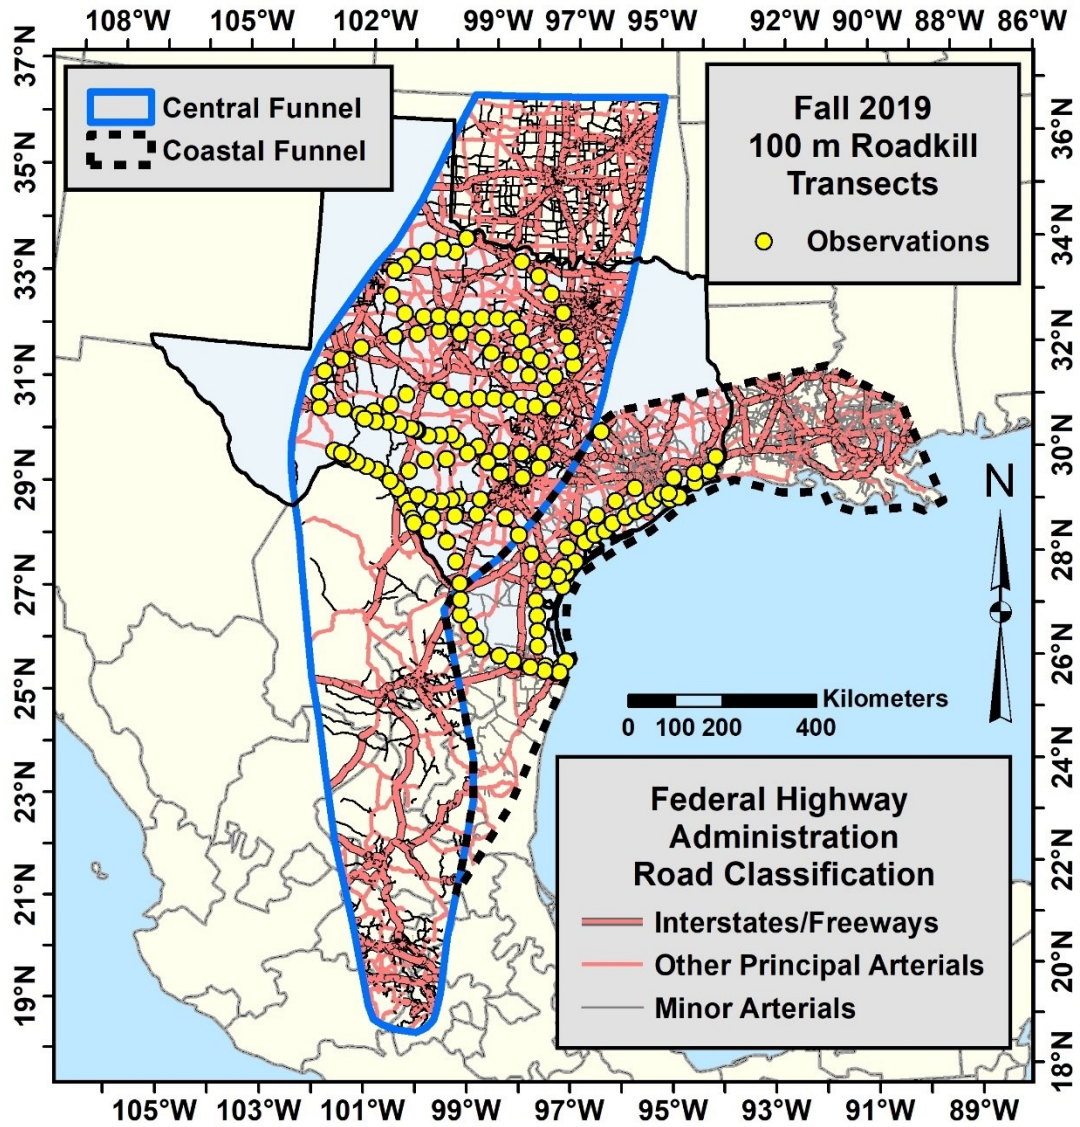 108°W 105°W 102°W 99°W 97°W 95°W 92°W 90°W 88°W 86°W
37°N
35°N
33°N
31°N
29°N
27°N
25°N
23°N
21°N
19°N
Central Funnel
Coastal Funnel
Fall 2019
100 m Roadkill
Transects
Observations
N
Kilometers
0 100 200 400
Federal Highway
Administration
Road Classification
Interstates/Freeways
Other Principal Arterials
Minor Arterials
36°N
34°N
32°N
30°N
28°N
26°N
24°N
22°N
20°N
18°N
105°W 103°W 101°W 99°W 97°W 95°W 93°W 91°W 89°W